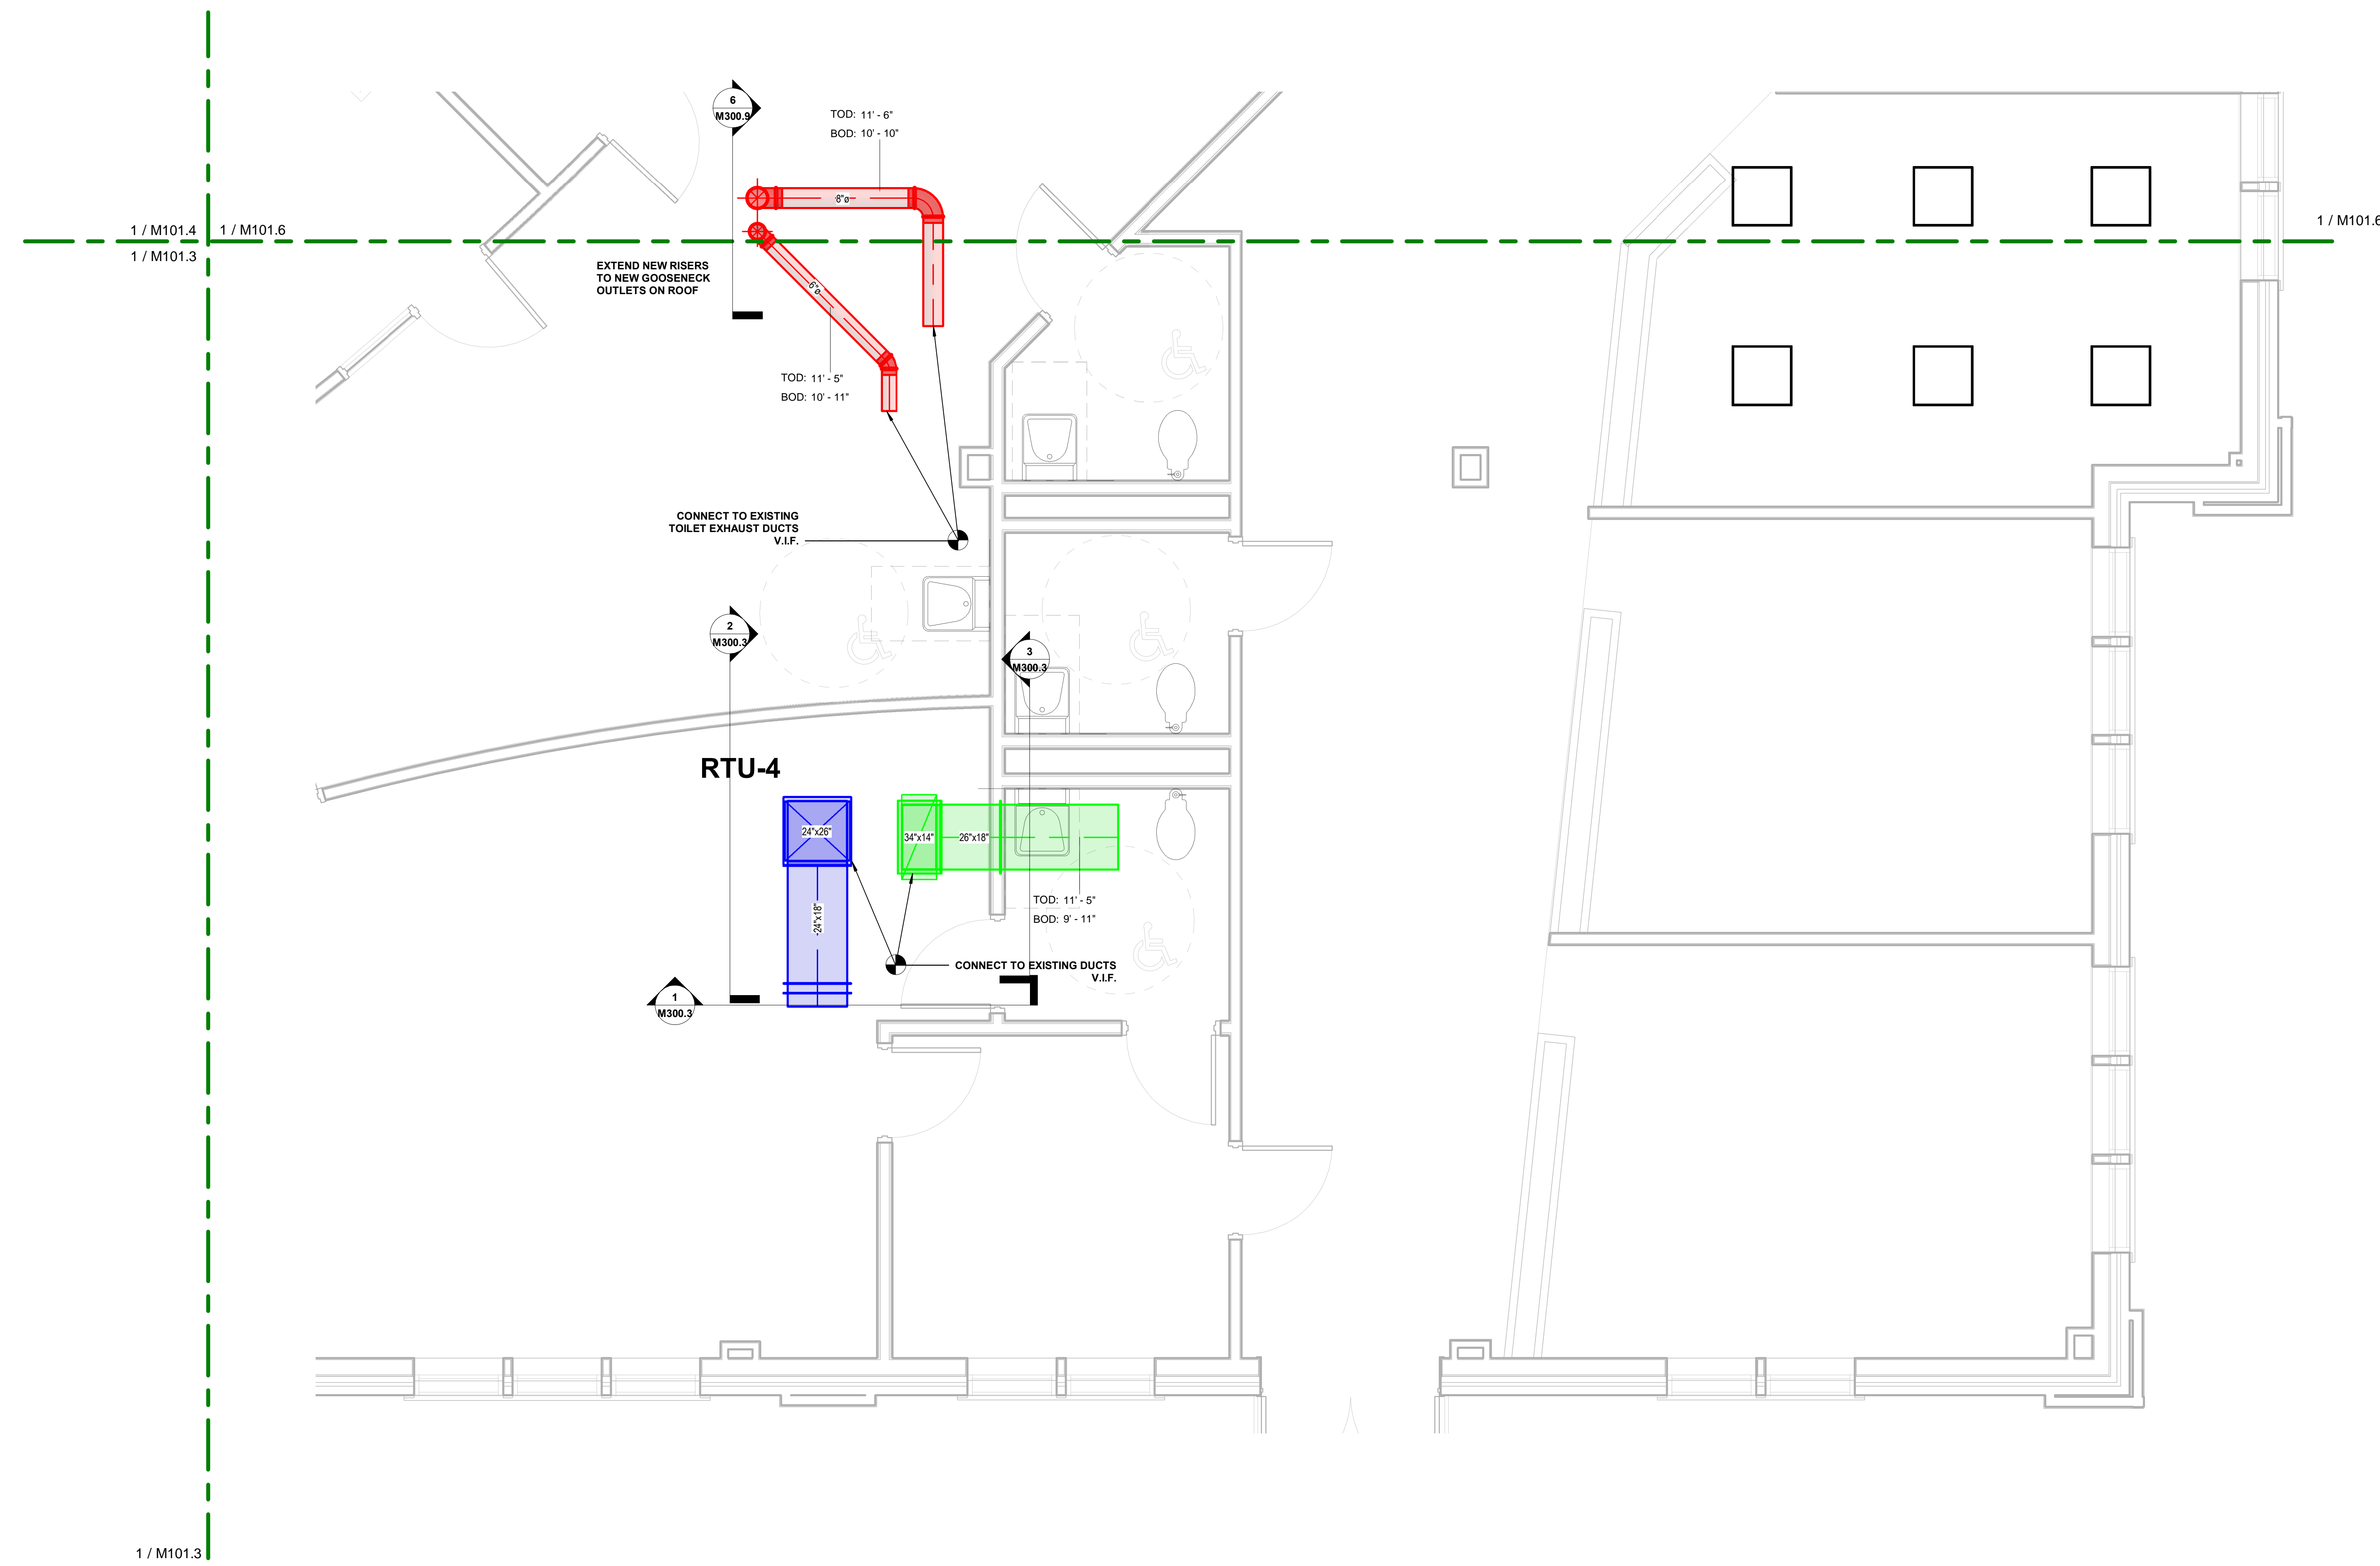 6
M300.9
TOD: 11' - 6"
BOD: 10' - 10"
8"ø
1 / M101.4
1 / M101.6
1 / M101.6
1 / M101.3
EXTEND NEW RISERS
TO NEW GOOSENECK
OUTLETS ON ROOF
6"ø
TOD: 11' - 5"
BOD: 10' - 11"
CONNECT TO EXISTING
TOILET EXHAUST DUCTS
V.I.F.
2
M300.3
3
M300.3
RTU-4
24"x26"
34"x14"
26"x18"
24"x18"
TOD: 11' - 5"
BOD: 9' - 11"
CONNECT TO EXISTING DUCTS
V.I.F.
1
M300.3
1 / M101.3